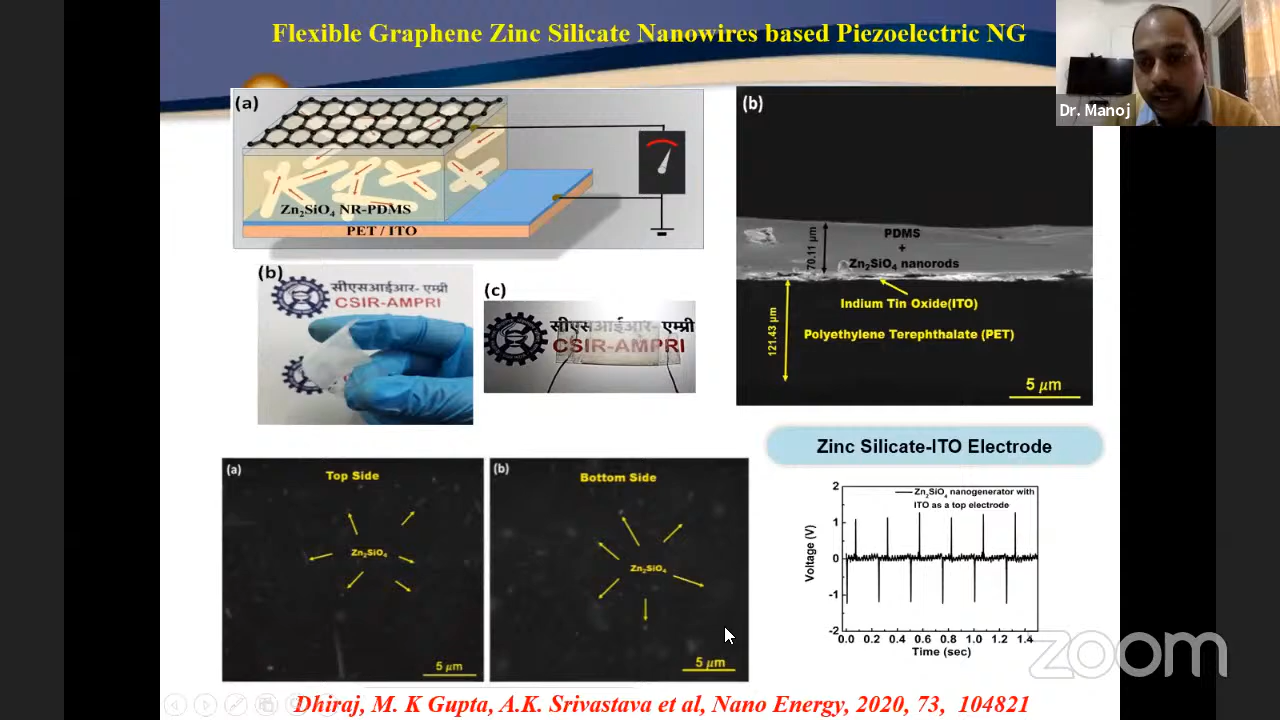 Flexible Graphene Zinc Silicate Nanowires based Piezoelectric NG
Dr. Manoj
(a)
Zn₂SiO₄ NR-PDMS
PET / ITO
(b)
PDMS
+
Zn₂SiO₄ nanorods
70.11 μm
Indium Tin Oxide(ITO)
Polyethylene Terephthalate (PET)
121.43 μm
5 μm
(b)
सीएसआईआर- एम्प्री
CSIR-AMPRI
(c)
सीएसआईआर- एम्प्री
CSIR-AMPRI
(a)
Top Side
Zn₂SiO₄
5 μm
(b)
Bottom Side
Zn₂SiO₄
5 μm
Zinc Silicate-ITO Electrode
Zn₂SiO₄ nanogenerator with
ITO as a top electrode
Voltage (V)
2
1
0
-1
-2
0.0 0.2 0.4 0.6 0.8 1.0 1.2 1.4
Time (sec)
zoom
Dhiraj, M. K Gupta, A.K. Srivastava et al, Nano Energy, 2020, 73, 104821